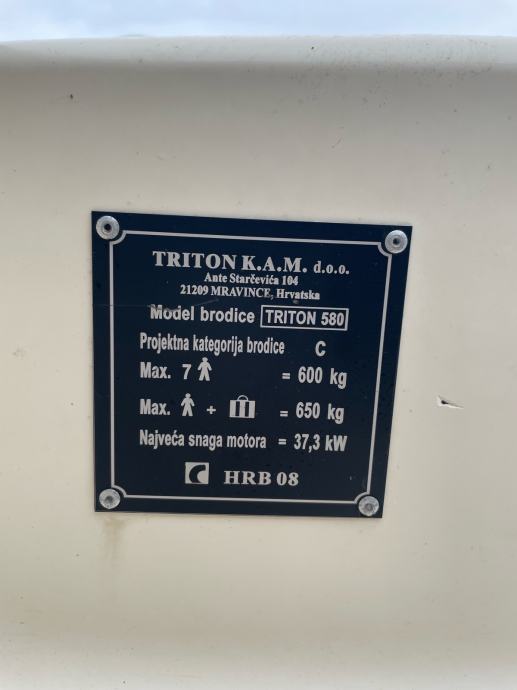 TRITON K.A.M. d.o.o.
Ante Starčevića 104
21209 MRAVINCE, Hrvatska
Model brodice TRITON 580
Projektna kategorija brodice C
Max. 7 = 600 kg
Max. + = 650 kg
Najveća snaga motora = 37,3 kW
HRB 08